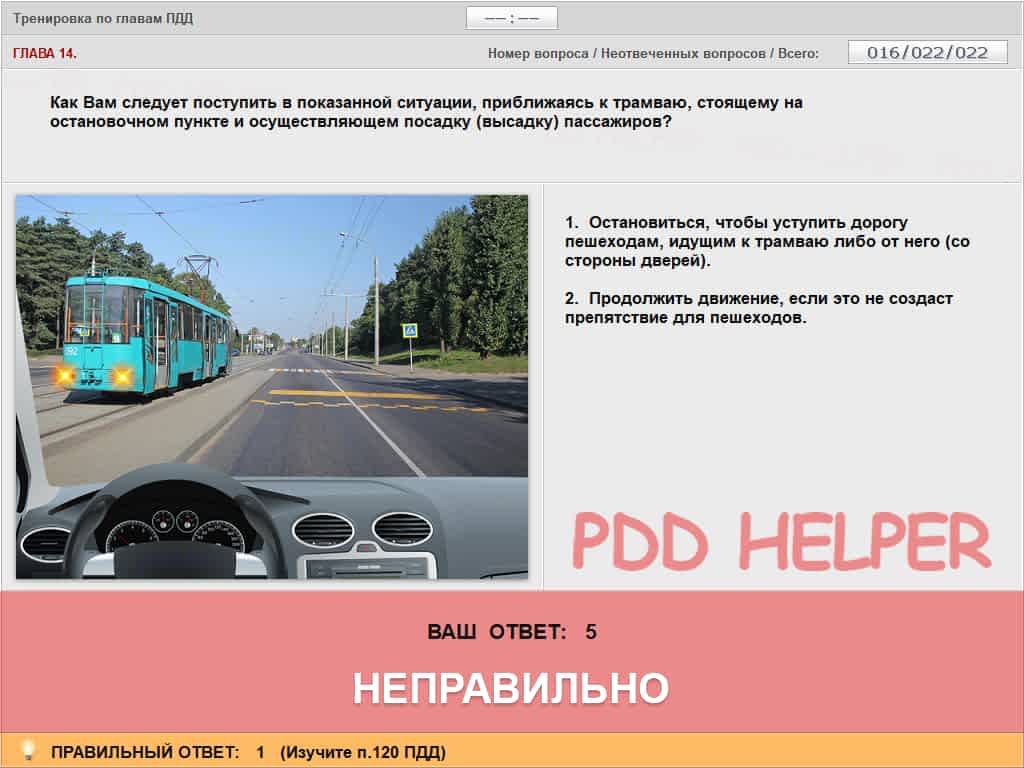 Тренировка по главам ПДД
–– : ––
ГЛАВА 14.
Номер вопроса / Неотвеченных вопросов / Всего:
016/022/022
Как Вам следует поступить в показанной ситуации, приближаясь к трамваю, стоящему на
остановочном пункте и осуществляющем посадку (высадку) пассажиров?
1. Остановиться, чтобы уступить дорогу
пешеходам, идущим к трамваю либо от него (со
стороны дверей).
2. Продолжить движение, если это не создаст
препятствие для пешеходов.
PDD HELPER
ВАШ ОТВЕТ: 5
НЕПРАВИЛЬНО
ПРАВИЛЬНЫЙ ОТВЕТ: 1 (Изучите п.120 ПДД)